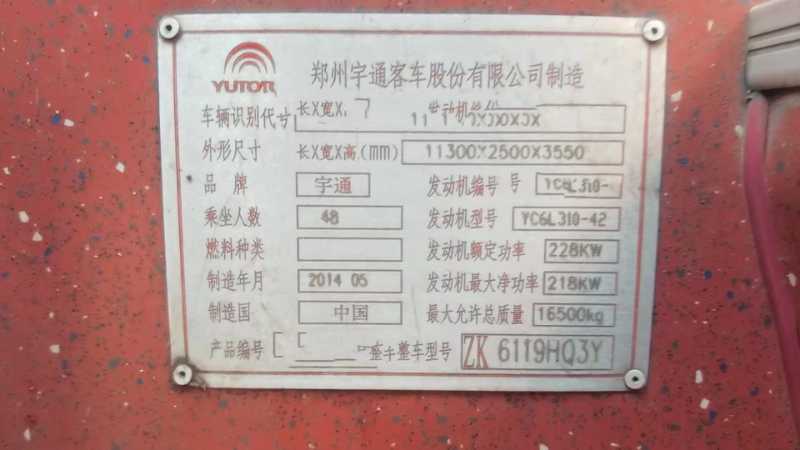 YUTOR
郑州宇通客车股份有限公司制造
车辆识别代号
外形尺寸 长X宽X高(mm) 11300X2500X3550
品牌 宇通 发动机编号 号 YC6L310-
乘坐人数 48 发动机型号 YC6L310-42
燃料种类 发动机额定功率 228KW
制造年月 2014 05 发动机最大净功率 218KW
制造国 中国 最大允许总质量 16500kg
产品编号 整车型号 ZK 6119HQ3Y